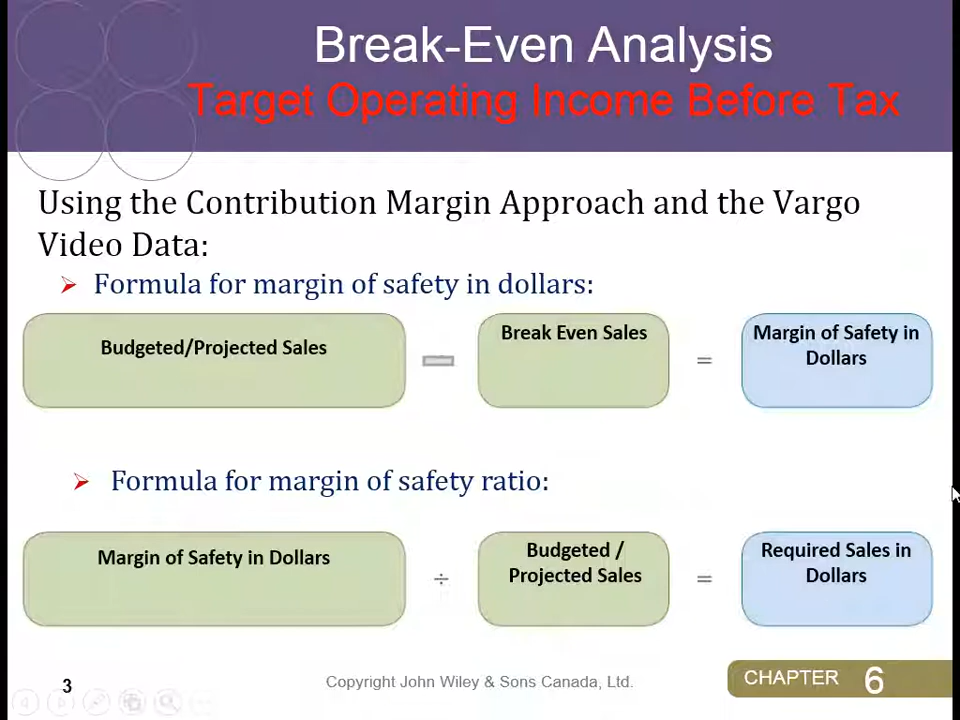 Break-Even Analysis
Target Operating Income Before Tax
Using the Contribution Margin Approach and the Vargo
Video Data:
Formula for margin of safety in dollars:
Budgeted/Projected Sales
Break Even Sales
=
Margin of Safety in
Dollars
Formula for margin of safety ratio:
Margin of Safety in Dollars
÷
Budgeted /
Projected Sales
=
Required Sales in
Dollars
3
Copyright John Wiley & Sons Canada, Ltd.
CHAPTER 6